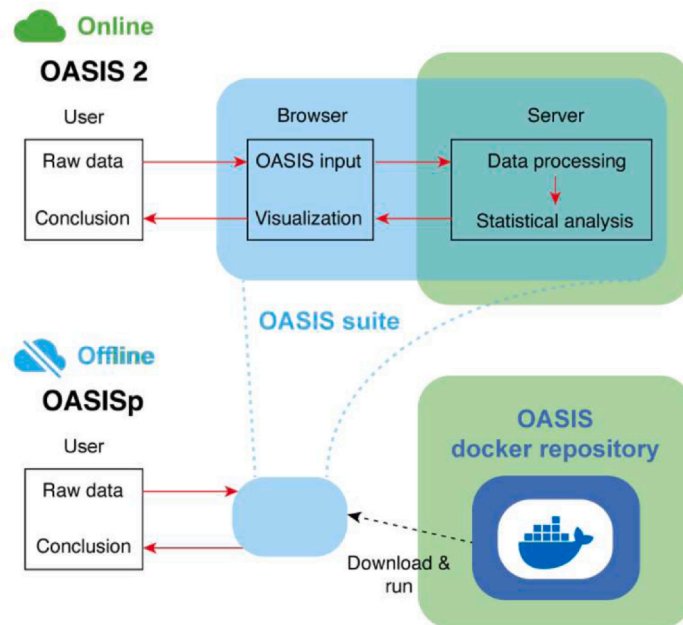 Online
OASIS 2
User
Browser
Server
Raw data
OASIS input
Data processing
Conclusion
Visualization
Statistical analysis
OASIS suite
Offline
OASISp
User
OASIS
docker repository
Raw data
Conclusion
Download &
run